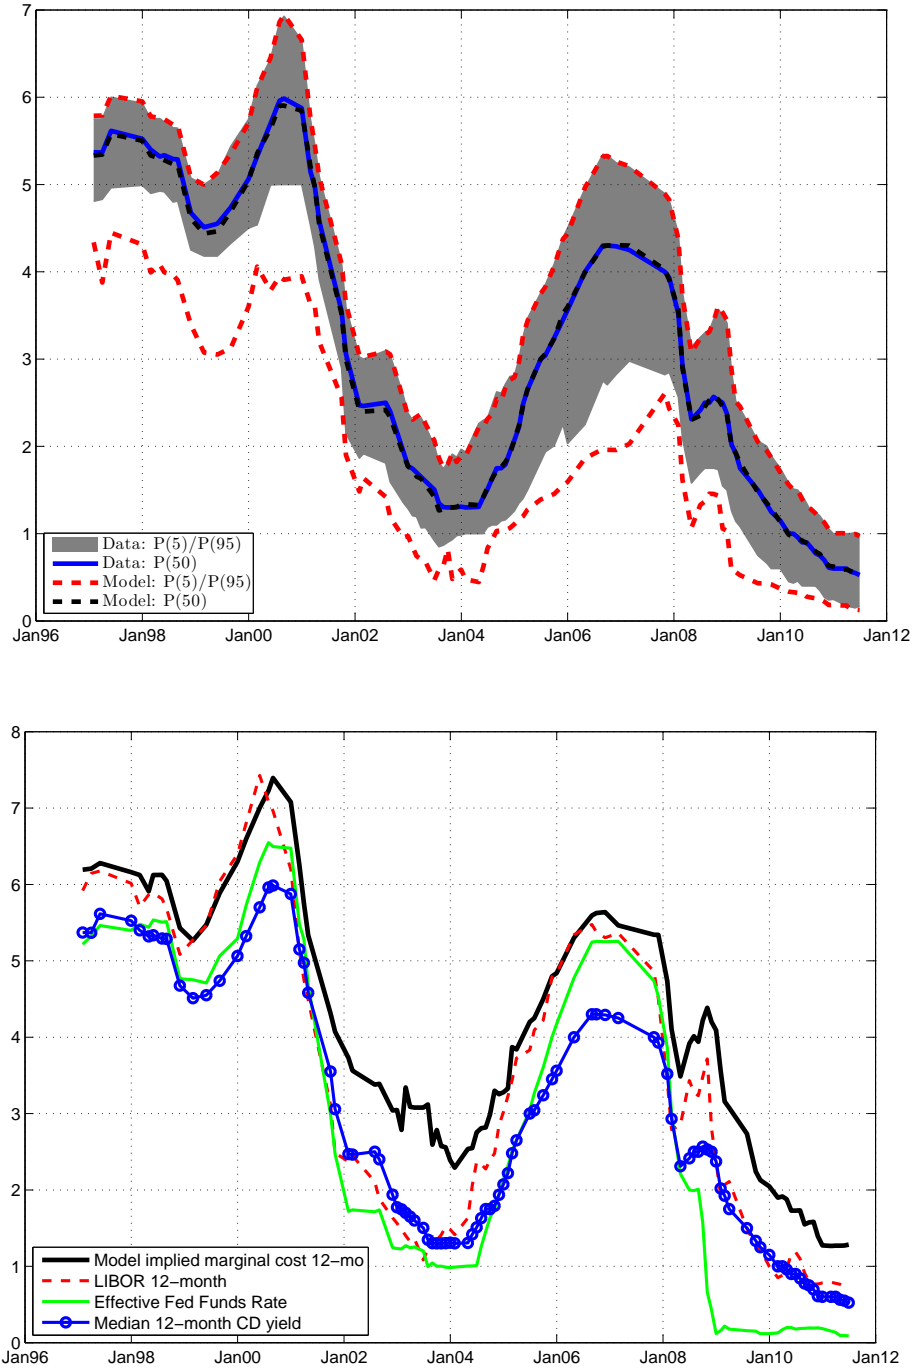 7
6
5
4
3
2
1
0
Data: P(5)/P(95)
Data: P(50)
Model: P(5)/P(95)
Model: P(50)
Jan96 Jan98 Jan00 Jan02 Jan04 Jan06 Jan08 Jan10 Jan12
8
7
6
5
4
3
2
1
0
Model implied marginal cost 12−mo
LIBOR 12−month
Effective Fed Funds Rate
Median 12−month CD yield
Jan96 Jan98 Jan00 Jan02 Jan04 Jan06 Jan08 Jan10 Jan12